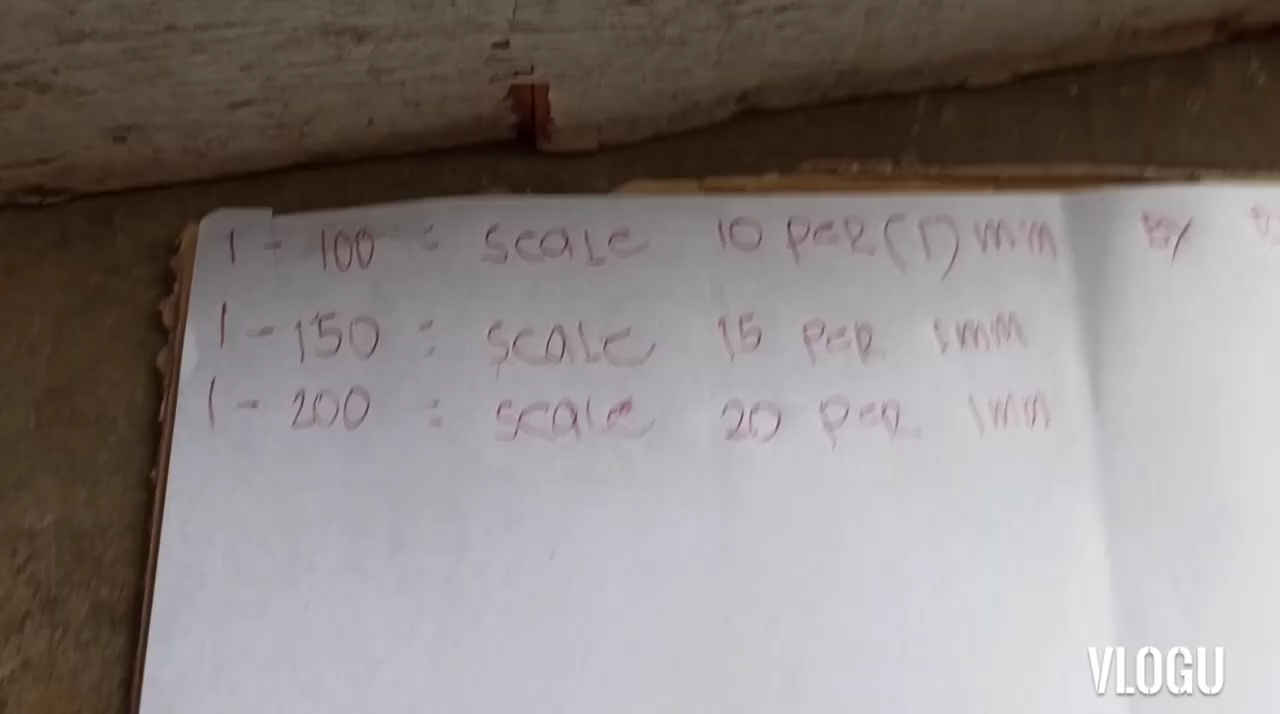 1 - 100 : scale 10 PER (1) mm BY
1 - 150 : scale 15 PER 1mm
1 - 200 : scale 20 PER 1mm
VLOGU